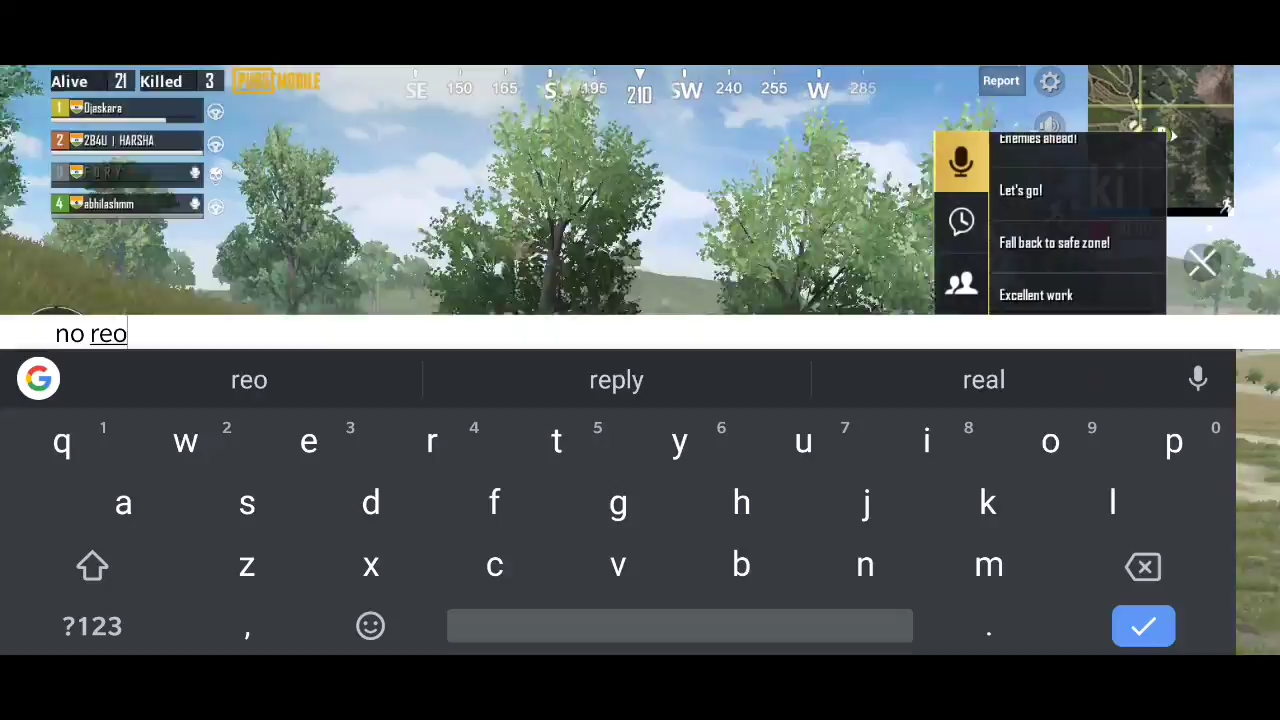 Alive 21 Killed 3 PUBG MOBILE
SE 150 165 S 195 210 SW 240 255 W 285
Report
1 Djaskara
2 2B4U | HARSHA
FURY
4 abhilashmm
Enemies ahead!
Let's go!
Fall back to safe zone!
Excellent work
ki
no reo
reo reply real
q 1 w 2 e 3 r 4 t 5 y 6 u 7 i 8 o 9 p 0
a s d f g h j k l
z x c v b n m
?123 , .